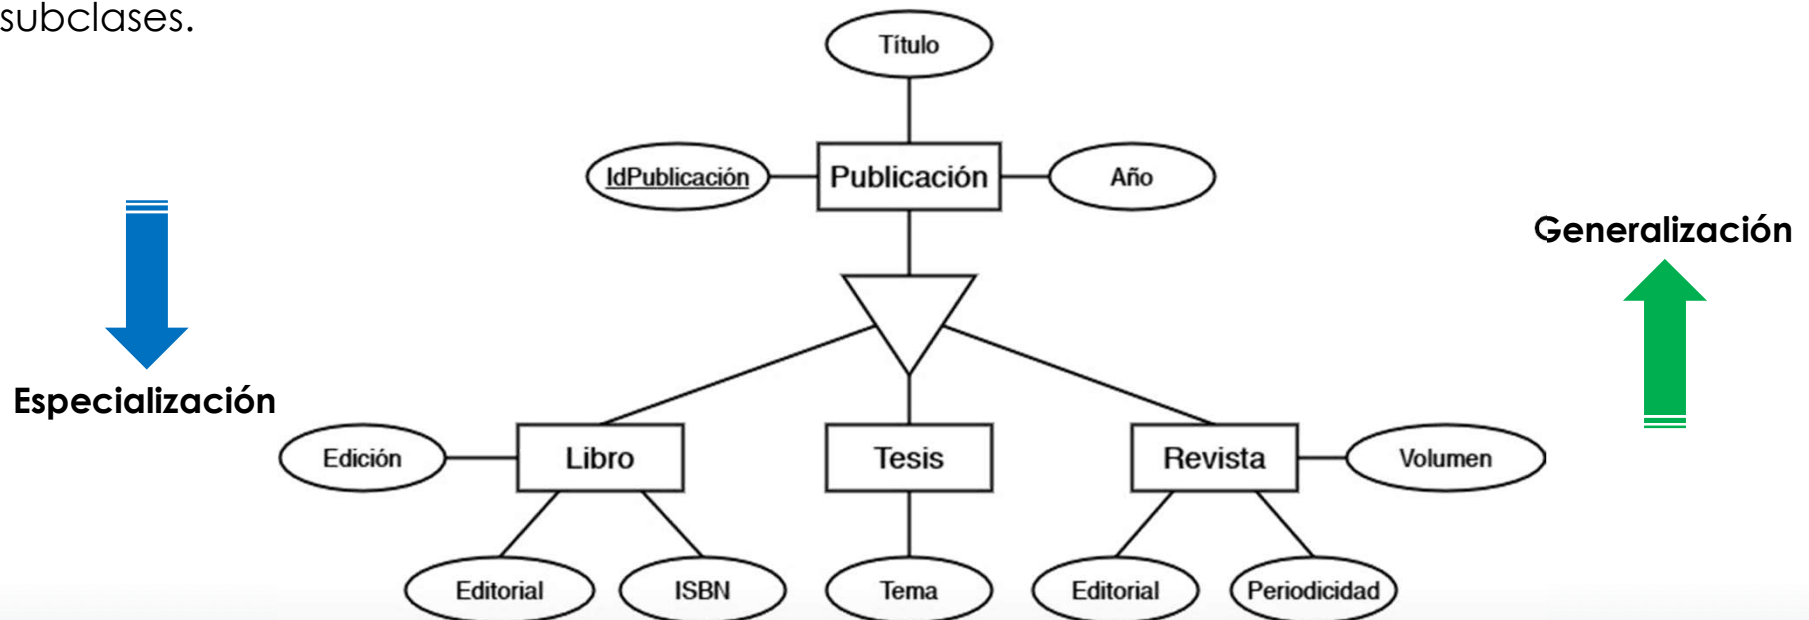 subclases.
Título
IdPublicación
Publicación
Año
Generalización
Especialización
Edición
Libro
Tesis
Revista
Volumen
Editorial
ISBN
Tema
Editorial
Periodicidad